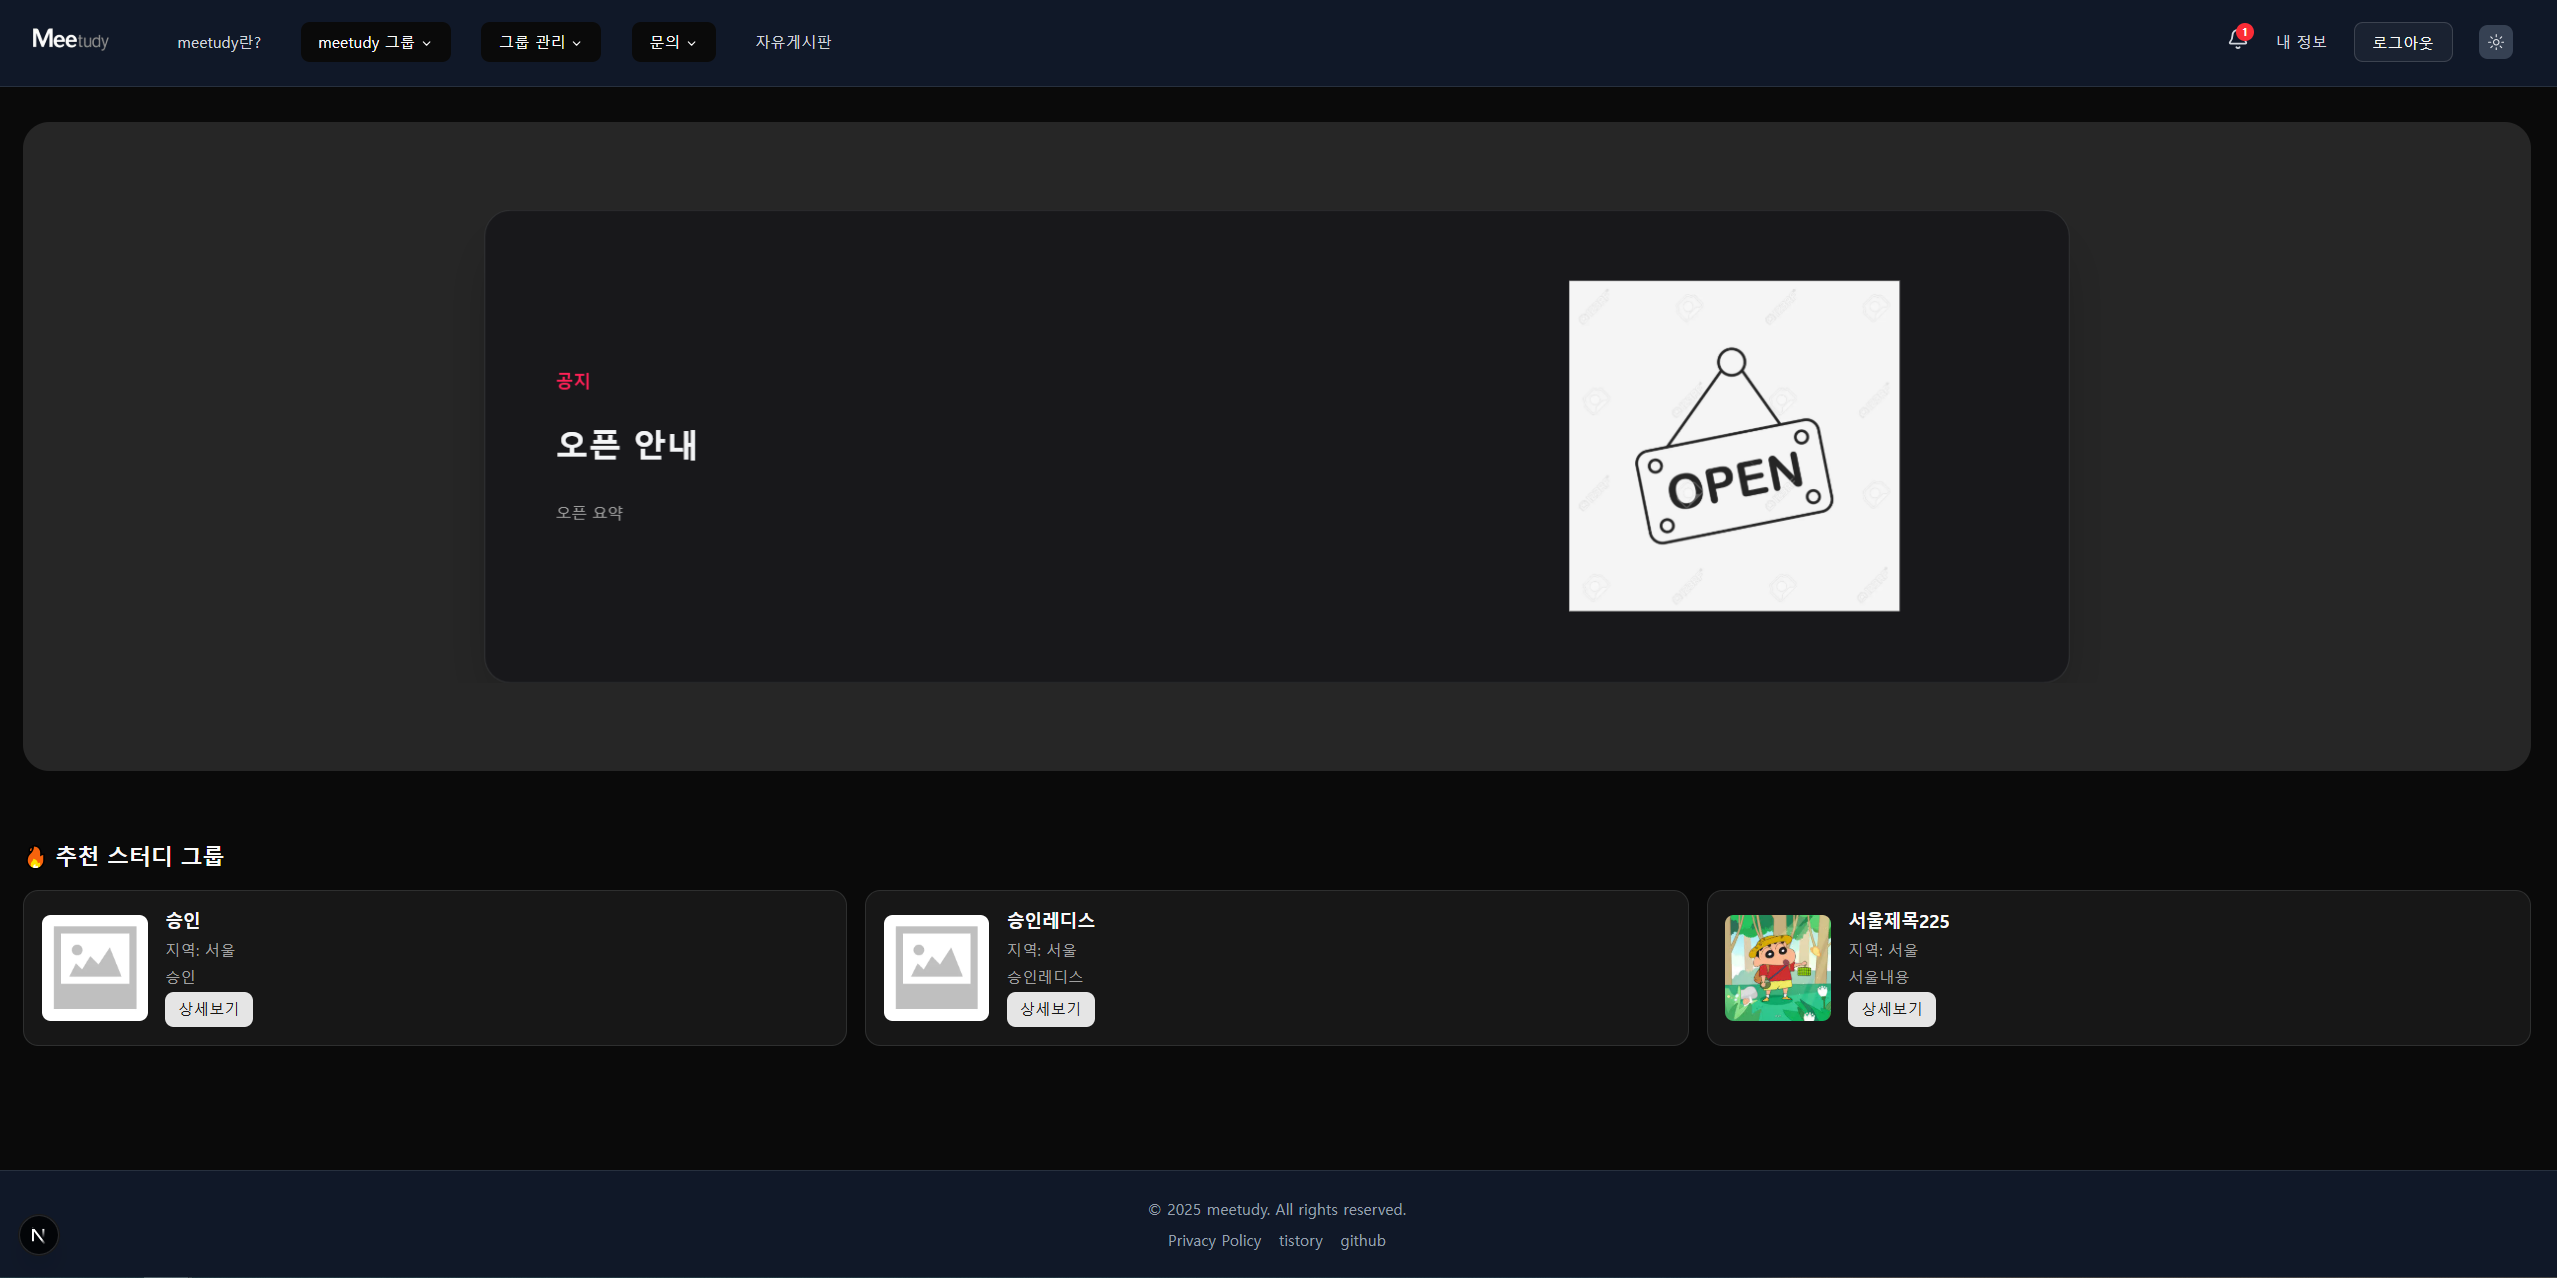 Meetudy
meetudy란?
meetudy 그룹
그룹 관리
문의
자유게시판
1
내 정보
로그아웃
공지
오픈 안내
오픈 요약
OPEN
🔥 추천 스터디 그룹
승인
지역: 서울
승인
상세보기
승인레디스
지역: 서울
승인레디스
상세보기
서울제목225
지역: 서울
서울내용
상세보기
© 2025 meetudy. All rights reserved.
Privacy Policy tistory github
N